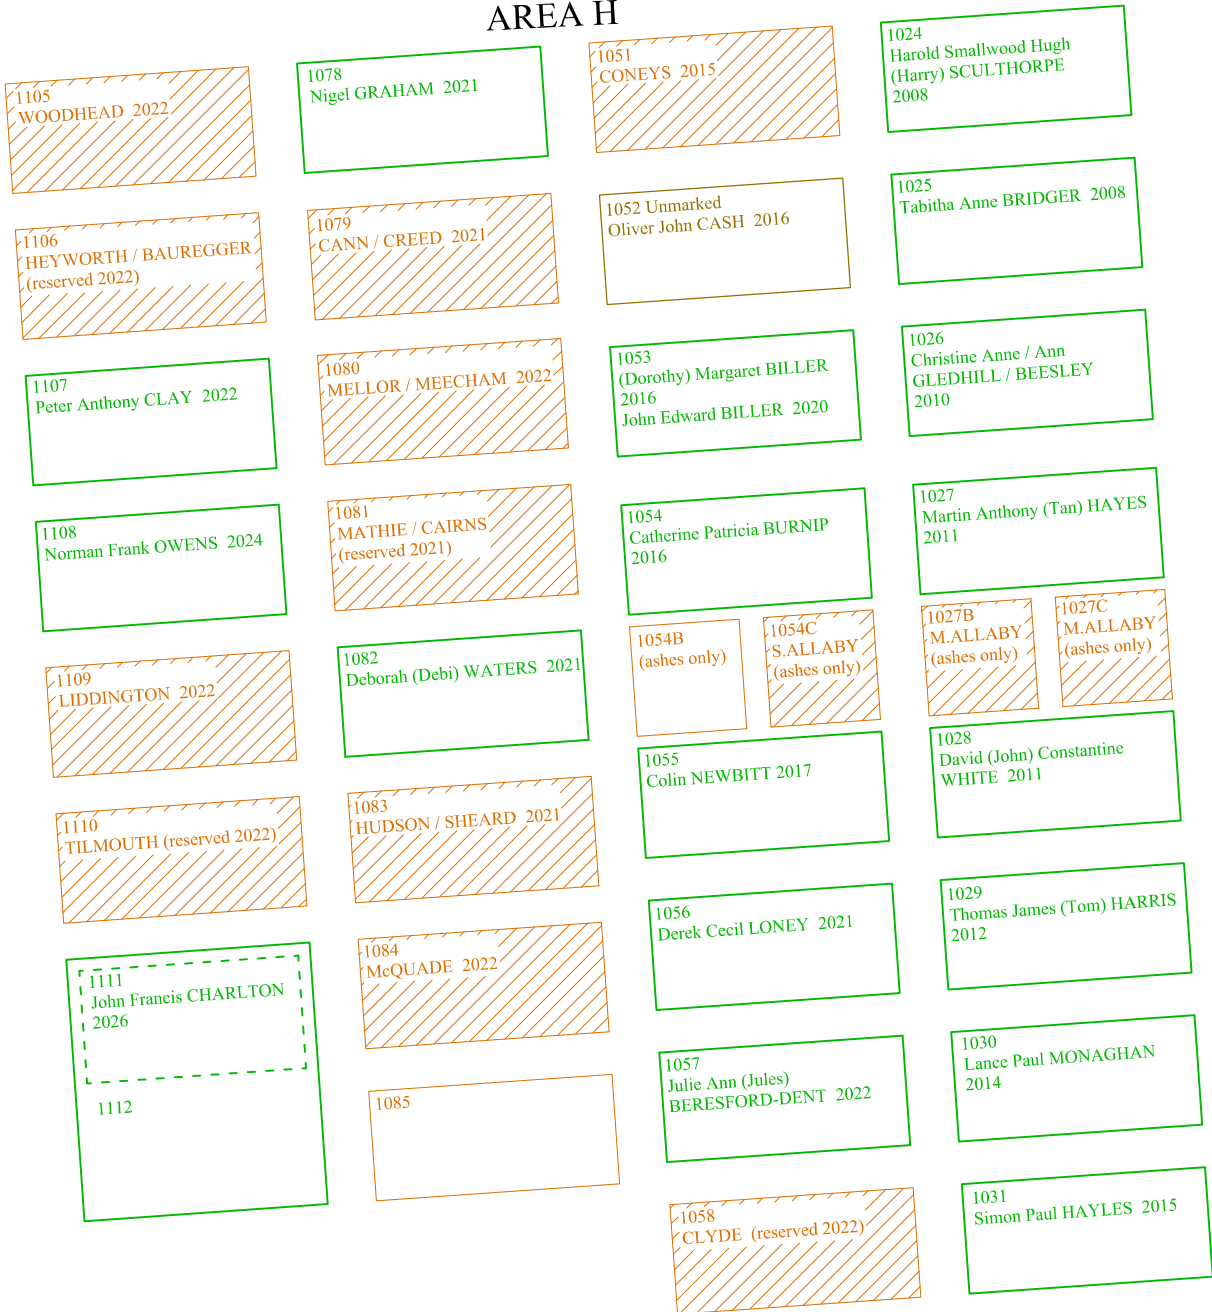 AREA H
1105
WOODHEAD 2022
1106
HEYWORTH / BAUREGGER
(reserved 2022)
1107
Peter Anthony CLAY 2022
1108
Norman Frank OWENS 2024
1109
LIDDINGTON 2022
1110
TILMOUTH (reserved 2022)
1111
John Francis CHARLTON
2026
1112
1078
Nigel GRAHAM 2021
1079
CANN / CREED 2021
1080
MELLOR / MEECHAM 2022
1081
MATHIE / CAIRNS
(reserved 2021)
1082
Deborah (Debi) WATERS 2021
1083
HUDSON / SHEARD 2021
1084
McQUADE 2022
1085
1051
CONEYS 2015
1052 Unmarked
Oliver John CASH 2016
1053
(Dorothy) Margaret BILLER
2016
John Edward BILLER 2020
1054
Catherine Patricia BURNIP
2016
1054B
(ashes only)
1054C
S.ALLABY
(ashes only)
1055
Colin NEWBITT 2017
1056
Derek Cecil LONEY 2021
1057
Julie Ann (Jules)
BERESFORD-DENT 2022
1058
CLYDE (reserved 2022)
1024
Harold Smallwood Hugh
(Harry) SCULTHORPE
2008
1025
Tabitha Anne BRIDGER 2008
1026
Christine Anne / Ann
GLEDHILL / BEESLEY
2010
1027
Martin Anthony (Tan) HAYES
2011
1027B
M.ALLABY
(ashes only)
1027C
M.ALLABY
(ashes only)
1028
David (John) Constantine
WHITE 2011
1029
Thomas James (Tom) HARRIS
2012
1030
Lance Paul MONAGHAN
2014
1031
Simon Paul HAYLES 2015